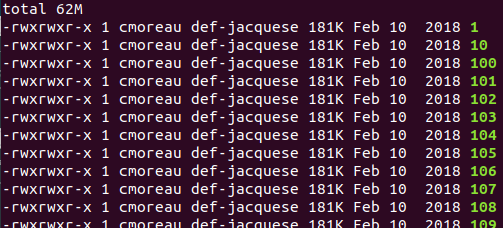 total 62M
-rwxrwxr-x 1 cmoreau def-jacquese 181K Feb 10  2018 1
-rwxrwxr-x 1 cmoreau def-jacquese 181K Feb 10  2018 10
-rwxrwxr-x 1 cmoreau def-jacquese 181K Feb 10  2018 100
-rwxrwxr-x 1 cmoreau def-jacquese 181K Feb 10  2018 101
-rwxrwxr-x 1 cmoreau def-jacquese 181K Feb 10  2018 102
-rwxrwxr-x 1 cmoreau def-jacquese 181K Feb 10  2018 103
-rwxrwxr-x 1 cmoreau def-jacquese 181K Feb 10  2018 104
-rwxrwxr-x 1 cmoreau def-jacquese 181K Feb 10  2018 105
-rwxrwxr-x 1 cmoreau def-jacquese 181K Feb 10  2018 106
-rwxrwxr-x 1 cmoreau def-jacquese 181K Feb 10  2018 107
-rwxrwxr-x 1 cmoreau def-jacquese 181K Feb 10  2018 108
-rwxrwxr-x 1 cmoreau def-jacquese 181K Feb 10  2018 109